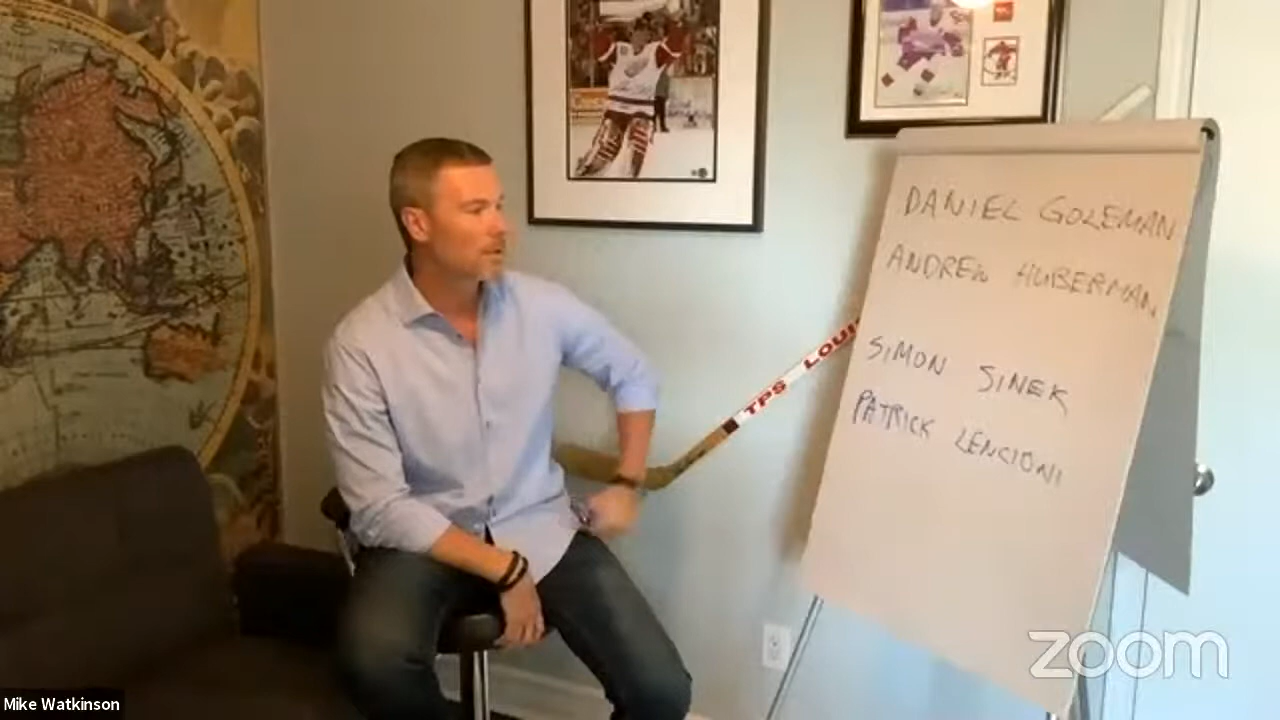 DANIEL GOLEMAN
ANDREW HUBERMAN
SIMON SINEK
PATRICK LENCIONI
TPS LOUI
Mike Watkinson
zoom